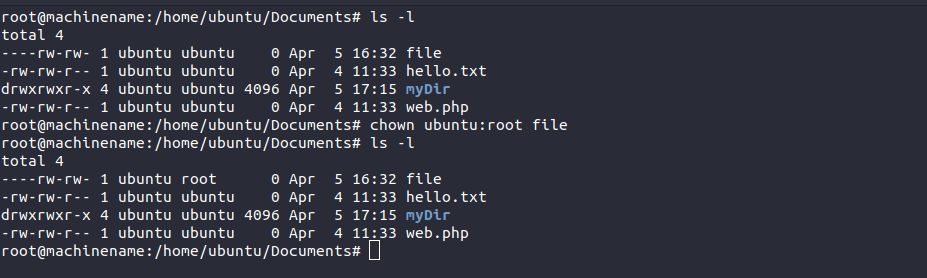 root@machinename:/home/ubuntu/Documents# ls -l
total 4
----rw-rw- 1 ubuntu ubuntu    0 Apr  5 16:32 file
-rw-rw-r-- 1 ubuntu ubuntu    0 Apr  4 11:33 hello.txt
drwxrwxr-x 4 ubuntu ubuntu 4096 Apr  5 17:15 myDir
-rw-rw-r-- 1 ubuntu ubuntu    0 Apr  4 11:33 web.php
root@machinename:/home/ubuntu/Documents# chown ubuntu:root file
root@machinename:/home/ubuntu/Documents# ls -l
total 4
----rw-rw- 1 ubuntu root      0 Apr  5 16:32 file
-rw-rw-r-- 1 ubuntu ubuntu    0 Apr  4 11:33 hello.txt
drwxrwxr-x 4 ubuntu ubuntu 4096 Apr  5 17:15 myDir
-rw-rw-r-- 1 ubuntu ubuntu    0 Apr  4 11:33 web.php
root@machinename:/home/ubuntu/Documents#